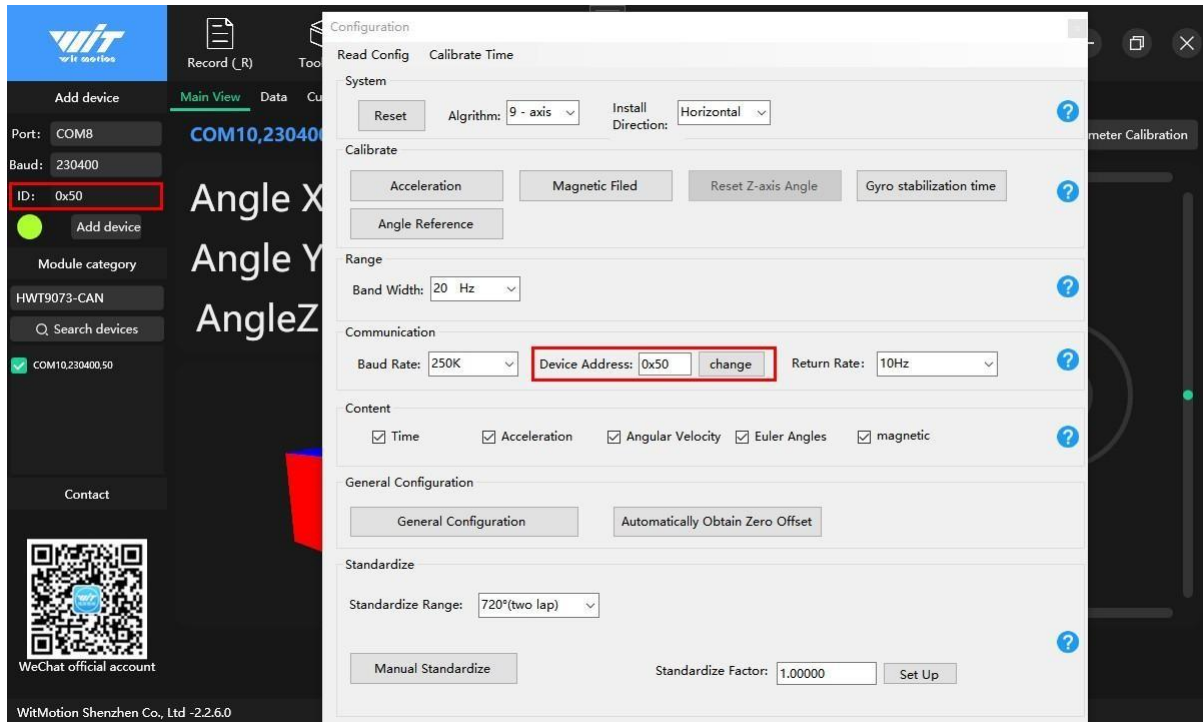 WiT
wit motion
Record (_R)
Add device
Main View Data
Port: COM8
Baud: 230400
ID: 0x50
Add device
Module category
HWT9073-CAN
Search devices
COM10,230400,50
Contact
WeChat official account
WitMotion Shenzhen Co., Ltd -2.2.6.0
COM10,230400
Angle X
Angle Y
AngleZ
meter Calibration
Configuration
Read Config Calibrate Time
System
Reset Algrithm: 9 - axis Install Direction: Horizontal ?
Calibrate
Acceleration Magnetic Filed Reset Z-axis Angle Gyro stabilization time ?
Angle Reference
Range
Band Width: 20 Hz ?
Communication
Baud Rate: 250K Device Address: 0x50 change Return Rate: 10Hz ?
Content
Time Acceleration Angular Velocity Euler Angles magnetic ?
General Configuration
General Configuration Automatically Obtain Zero Offset
Standardize
Standardize Range: 720°(two lap) ?
Manual Standardize Standardize Factor: 1.00000 Set Up